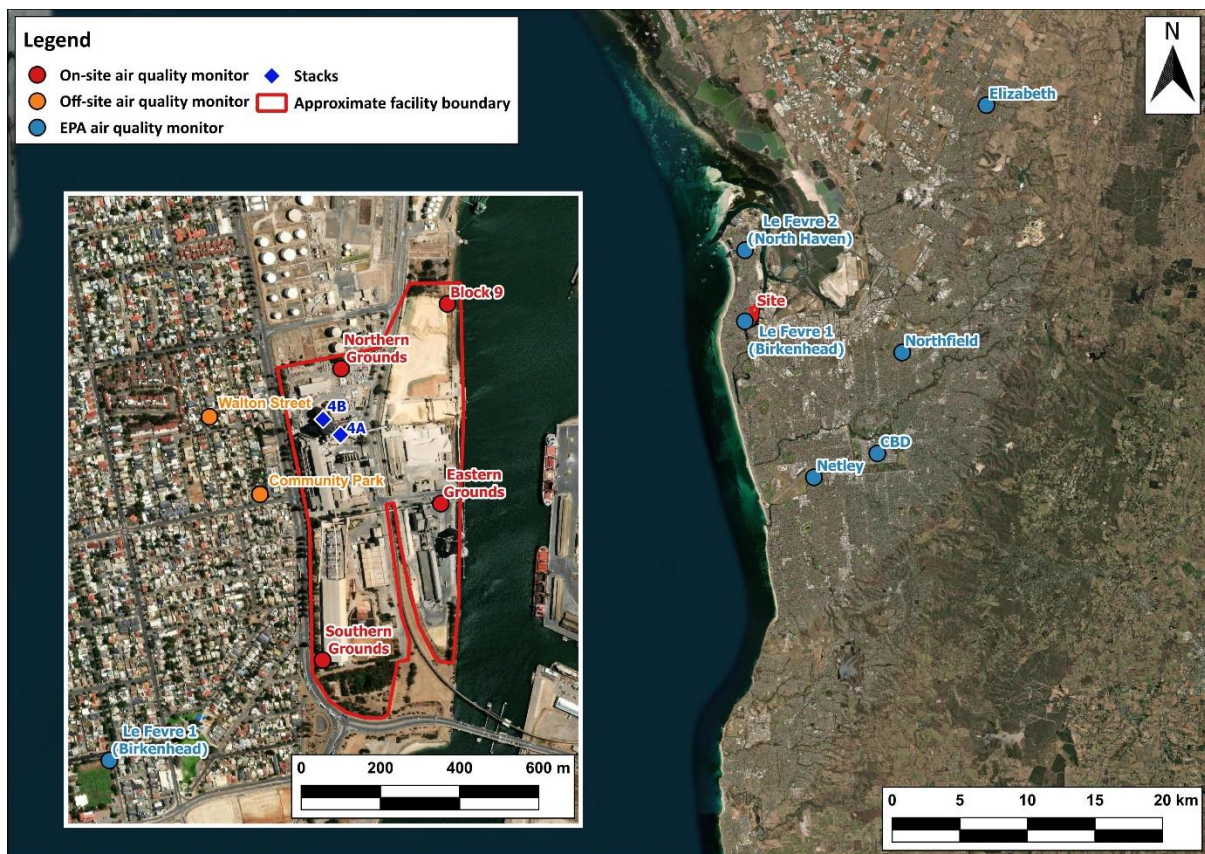 Legend
On-site air quality monitor
Off-site air quality monitor
EPA air quality monitor
Stacks
Approximate facility boundary
N
Elizabeth
Le Fevre 2
(North Haven)
Site
Le Fevre 1
(Birkenhead)
Northfield
CBD
Netley
Block 9
Northern
Grounds
Walton Street
4B
4A
Community Park
Eastern
Grounds
Southern
Grounds
Le Fevre 1
(Birkenhead)
0 200 400 600 m
0 5 10 15 20 km